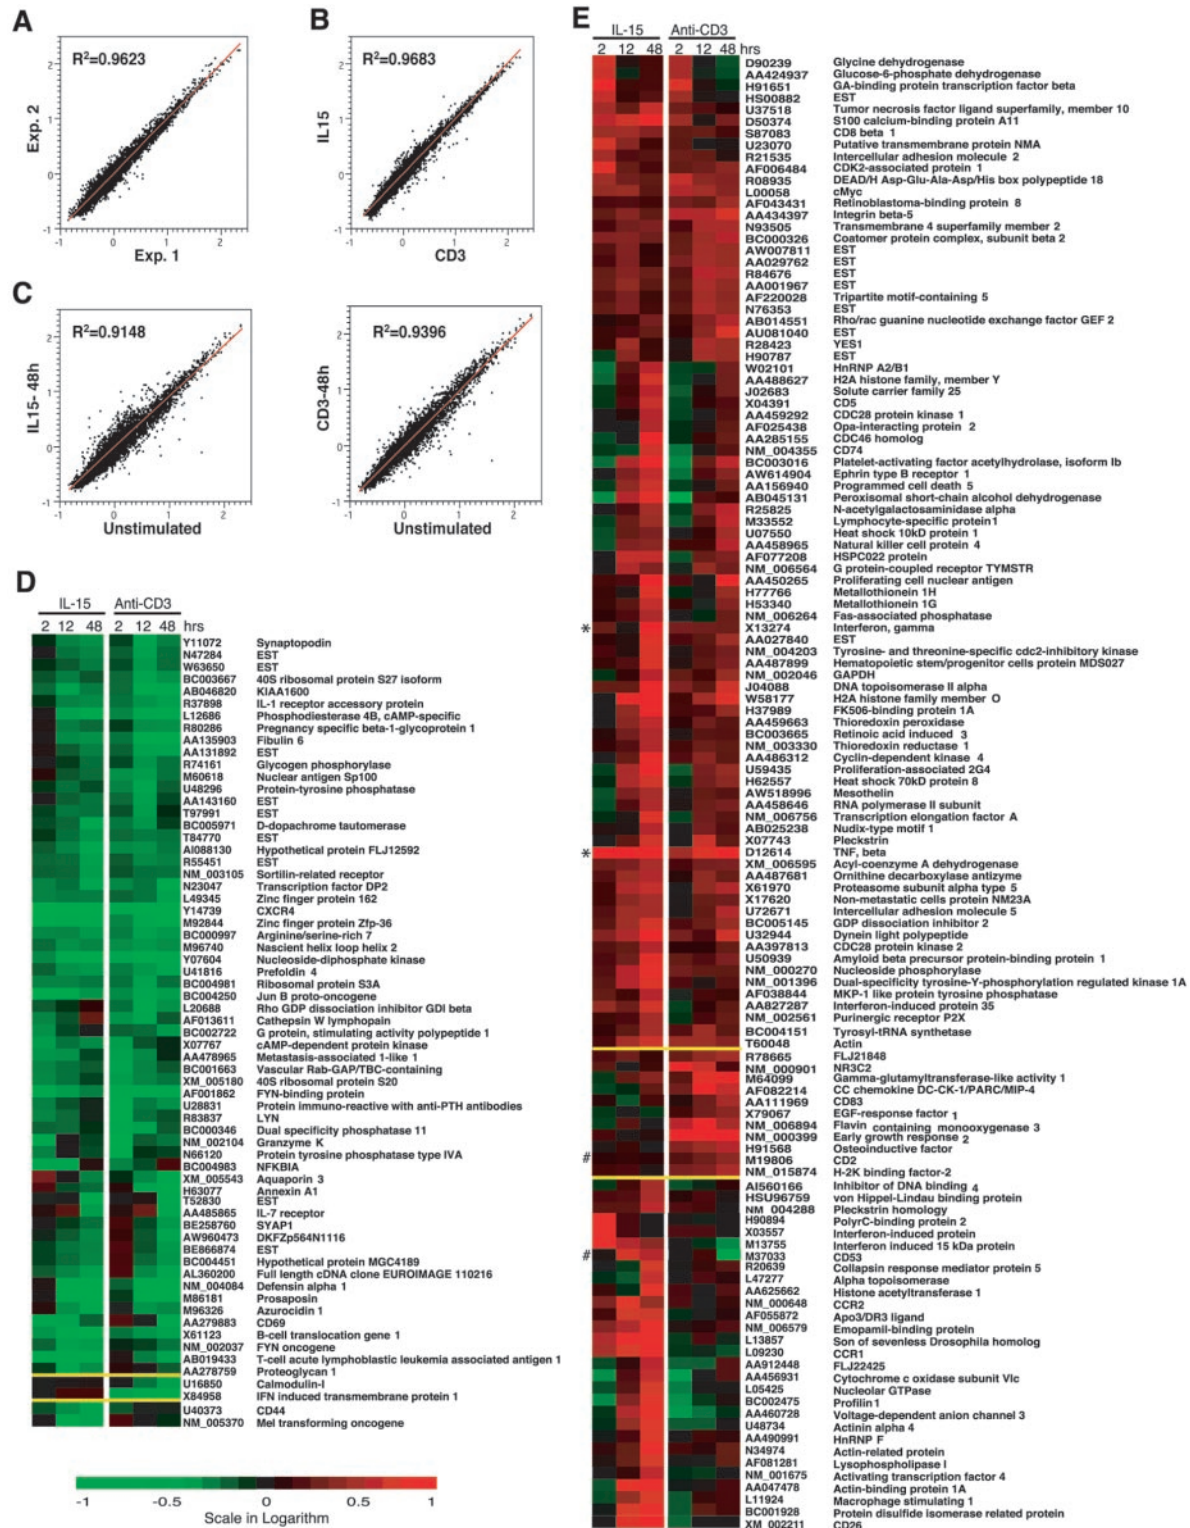 A
R²=0.9623
Exp. 2
2
1
0
-1
-1 0 1 2
Exp. 1
B
R²=0.9683
IL15
2
1
0
-1
-1 0 1 2
CD3
C
R²=0.9148
IL15- 48h
2
1
0
-1
-1 0 1 2
Unstimulated
R²=0.9396
CD3-48h
2
1
0
-1
-1 0 1 2
Unstimulated
D
IL-15 Anti-CD3
2 12 48 2 12 48 hrs
Y11072 Synaptopodin
N47284 EST
W63650 EST
BC003667 40S ribosomal protein S27 isoform
AB046820 KIAA1600
R37898 IL-1 receptor accessory protein
L12686 Phosphodiesterase 4B, cAMP-specific
R80286 Pregnancy specific beta-1-glycoprotein 1
AA135903 Fibulin 6
AA131892 EST
R74161 Glycogen phosphorylase
M60618 Nuclear antigen Sp100
U48296 Protein-tyrosine phosphatase
AA143160 EST
T97991 EST
BC005971 D-dopachrome tautomerase
T84770 EST
AI088130 Hypothetical protein FLJ12592
R55451 EST
NM_003105 Sortilin-related receptor
N23047 Transcription factor DP2
L49345 Zinc finger protein 162
Y14739 CXCR4
M92844 Zinc finger protein Zfp-36
BC000997 Arginine/serine-rich 7
M96740 Nascient helix loop helix 2
Y07604 Nucleoside-diphosphate kinase
U41816 Prefoldin 4
BC004981 Ribosomal protein S3A
BC004250 Jun B proto-oncogene
L20688 Rho GDP dissociation inhibitor GDI beta
AF013611 Cathepsin W lymphopain
BC002722 G protein, stimulating activity polypeptide 1
X07767 cAMP-dependent protein kinase
AA478965 Metastasis-associated 1-like 1
BC001663 Vascular Rab-GAP/TBC-containing
XM_005180 40S ribosomal protein S20
AF001862 FYN-binding protein
U28831 Protein immuno-reactive with anti-PTH antibodies
R83837 LYN
BC000346 Dual specificity phosphatase 11
NM_002104 Granzyme K
N66120 Protein tyrosine phosphatase type IVA
BC004983 NFKBIA
XM_005543 Aquaporin 3
H63077 Annexin A1
T52830 EST
AA485865 IL-7 receptor
BE258760 SYAP1
AW960473 DKFZp564N1116
BE866874 EST
BC004451 Hypothetical protein MGC4189
AL360200 Full length cDNA clone EUROIMAGE 110216
NM_004084 Defensin alpha 1
M86181 Prosaposin
M96326 Azurocidin 1
AA279883 CD69
X61123 B-cell translocation gene 1
NM_002037 FYN oncogene
AB019433 T-cell acute lymphoblastic leukemia associated antigen 1
AA278759 Proteoglycan 1
U16850 Calmodulin-I
X84958 IFN induced transmembrane protein 1
U40373 CD44
NM_005370 Mel transforming oncogene
-1 -0.5 0 0.5 1
Scale in Logarithm
E
IL-15 Anti-CD3
2 12 48 2 12 48 hrs
D90239 Glycine dehydrogenase
AA424937 Glucose-6-phosphate dehydrogenase
H91651 GA-binding protein transcription factor beta
HS00882 EST
U37518 Tumor necrosis factor ligand superfamily, member 10
D50374 S100 calcium-binding protein A11
S87083 CD8 beta 1
U23070 Putative transmembrane protein NMA
R21535 Intercellular adhesion molecule 2
AF006484 CDK2-associated protein 1
R08935 DEAD/H Asp-Glu-Ala-Asp/His box polypeptide 18
L00058 cMyc
AF043431 Retinoblastoma-binding protein 8
AA434397 Integrin beta-5
N93505 Transmembrane 4 superfamily member 2
BC000326 Coatomer protein complex, subunit beta 2
AW007811 EST
AA029762 EST
R84676 EST
AA001967 EST
AF220028 Tripartite motif-containing 5
N76353 EST
AB014551 Rho/rac guanine nucleotide exchange factor GEF 2
AU081040 EST
R28423 YES1
H90787 EST
W02101 HnRNP A2/B1
AA488627 H2A histone family, member Y
J02683 Solute carrier family 25
X04391 CD5
AA459292 CDC28 protein kinase 1
AF025438 Opa-interacting protein 2
AA285155 CDC46 homolog
NM_004355 CD74
BC003016 Platelet-activating factor acetylhydrolase, isoform Ib
AW614904 Ephrin type B receptor 1
AA156940 Programmed cell death 5
AB045131 Peroxisomal short-chain alcohol dehydrogenase
R25825 N-acetylgalactosaminidase alpha
M33552 Lymphocyte-specific protein1
U07550 Heat shock 10kD protein 1
AA458965 Natural killer cell protein 4
AF077208 HSPC022 protein
NM_006564 G protein-coupled receptor TYMSTR
AA450265 Proliferating cell nuclear antigen
H77766 Metallothionein 1H
H53340 Metallothionein 1G
NM_006264 Fas-associated phosphatase
* X13274 Interferon, gamma
AA027840 EST
NM_004203 Tyrosine- and threonine-specific cdc2-inhibitory kinase
AA487899 Hematopoietic stem/progenitor cells protein MDS027
NM_002046 GAPDH
J04088 DNA topoisomerase II alpha
W58177 H2A histone family member O
H37989 FK506-binding protein 1A
AA459663 Thioredoxin peroxidase
BC003665 Retinoic acid induced 3
NM_003330 Thioredoxin reductase 1
AA486312 Cyclin-dependent kinase 4
U59435 Proliferation-associated 2G4
H62557 Heat shock 70kD protein 8
AW518996 Mesothelin
AA458646 RNA polymerase II subunit
NM_006756 Transcription elongation factor A
AB025238 Nudix-type motif 1
X07743 Pleckstrin
* D12614 TNF, beta
XM_006595 Acyl-coenzyme A dehydrogenase
AA487681 Ornithine decarboxylase antizyme
X61970 Proteasome subunit alpha type 5
X17620 Non-metastatic cells protein NM23A
U72671 Intercellular adhesion molecule 5
BC005145 GDP dissociation inhibitor 2
U32944 Dynein light polypeptide
AA397813 CDC28 protein kinase 2
U50939 Amyloid beta precursor protein-binding protein 1
NM_000270 Nucleoside phosphorylase
NM_001396 Dual-specificity tyrosine-Y-phosphorylation regulated kinase 1A
AF038844 MKP-1 like protein tyrosine phosphatase
AA827287 Interferon-induced protein 35
NM_002561 Purinergic receptor P2X
BC004151 Tyrosyl-tRNA synthetase
T60048 Actin
R78665 FLJ21848
NM_000901 NR3C2
M64099 Gamma-glutamyltransferase-like activity 1
AF082214 CC chemokine DC-CK-1/PARC/MIP-4
AA111969 CD83
X79067 EGF-response factor 1
NM_006894 Flavin containing monooxygenase 3
NM_000399 Early growth response 2
H91568 Osteoinductive factor
# M19806 CD2
NM_015874 H-2K binding factor-2
AI560166 Inhibitor of DNA binding 4
HSU96759 von Hippel-Lindau binding protein
NM_004288 Pleckstrin homology
H90894 PolyrC-binding protein 2
X03557 Interferon-induced protein
M13755 Interferon induced 15 kDa protein
# M37033 CD53
R20639 Collapsin response mediator protein 5
L47277 Alpha topoisomerase
AA625662 Histone acetyltransferase 1
NM_000648 CCR2
AF055872 Apo3/DR3 ligand
NM_006579 Emopamil-binding protein
L13857 Son of sevenless Drosophila homolog
L09230 CCR1
AA912448 FLJ22425
AA456931 Cytochrome c oxidase subunit VIc
L05425 Nucleolar GTPase
BC002475 Profilin1
AA460728 Voltage-dependent anion channel 3
U48734 Actinin alpha 4
AA490991 HnRNP F
N34974 Actin-related protein
AF081281 Lysophospholipase I
NM_001675 Activating transcription factor 4
AA047478 Actin-binding protein 1A
L11924 Macrophage stimulating 1
BC001928 Protein disulfide isomerase related protein
XM_002211 CD26